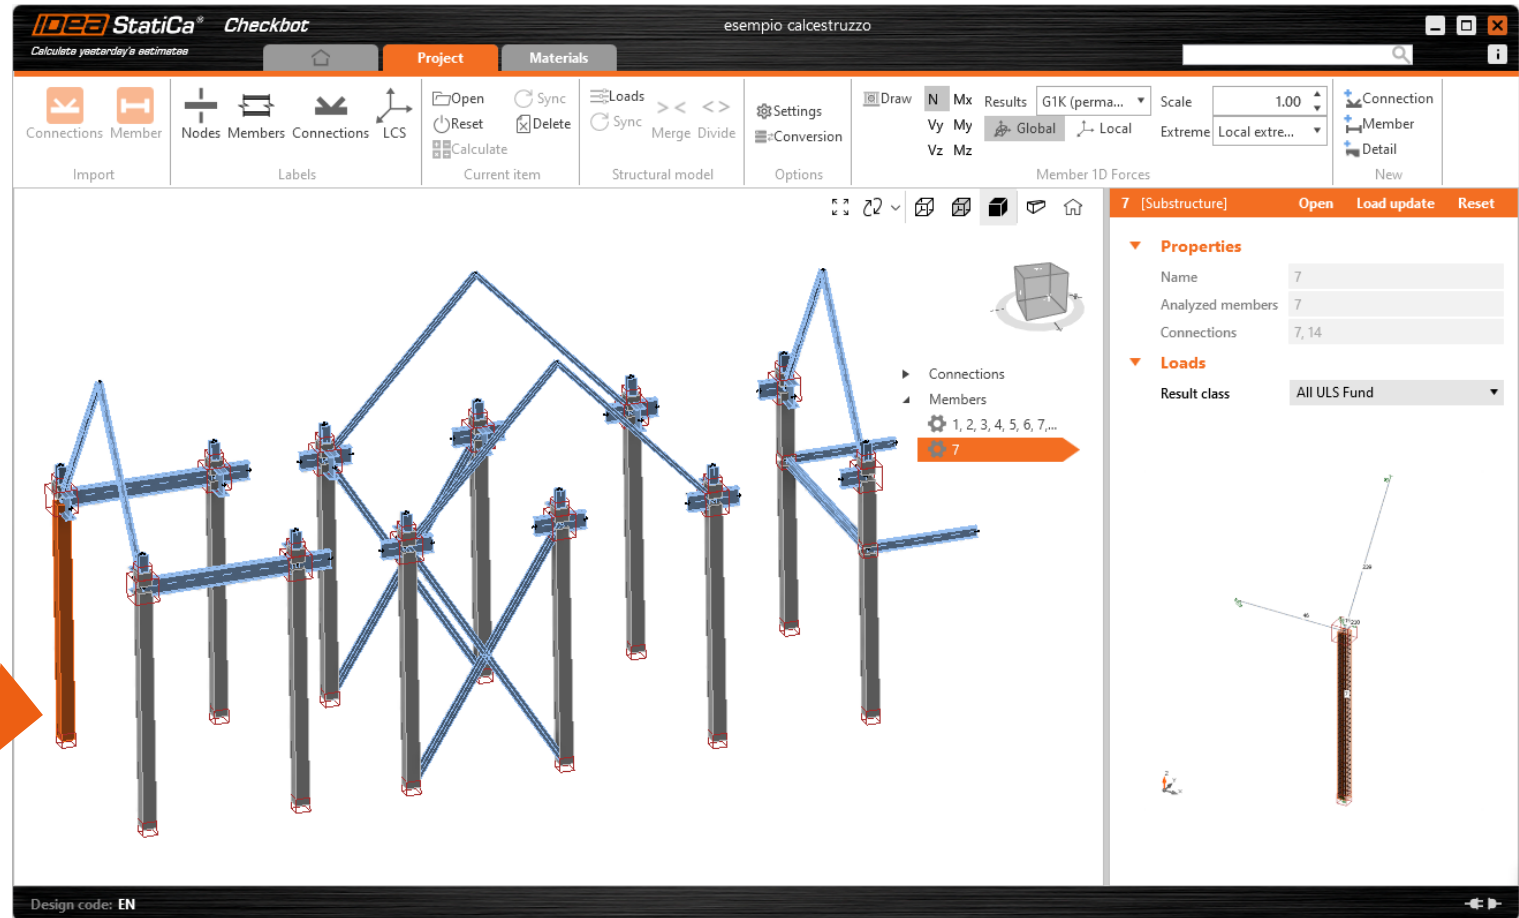 IDEA StatiCa® Checkbot
Calculate yesterday's estimates
esempio calcestruzzo
i
Project
Materials
Connections Member
Import
Nodes Members Connections LCS
Labels
Open Sync
Reset Delete
Calculate
Current item
Loads
Sync
Merge Divide
Structural model
Settings
Conversion
Options
Draw N Mx Results G1K (perma... Scale 1.00
Vy My Global Local Extreme Local extre...
Vz Mz
Member 1D Forces
Connection
Member
Detail
New
7 [Substructure] Open Load update Reset
Properties
Name 7
Analyzed members 7
Connections 7, 14
Loads
Result class All ULS Fund
Connections
Members
1, 2, 3, 4, 5, 6, 7,...
7
Design code: EN